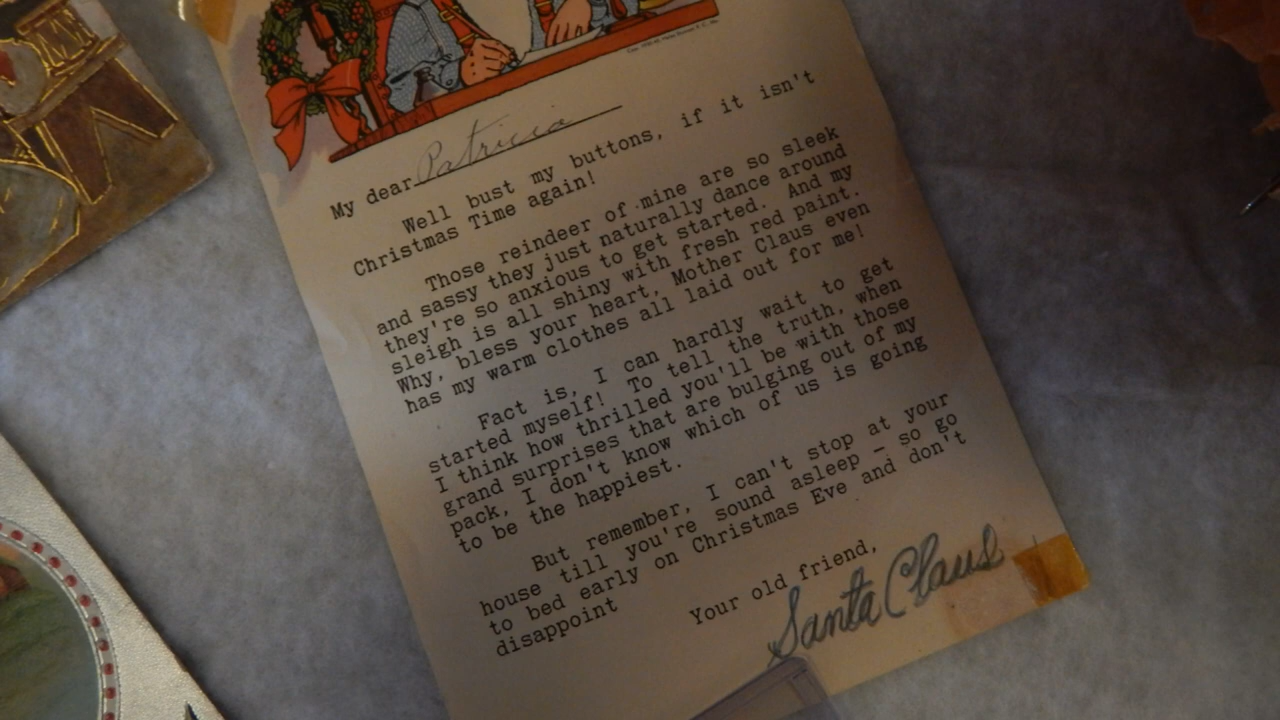 My dear Patricia
Well bust my buttons, if it isn't
Christmas Time again!
Those reindeer of mine are so sleek
and sassy they just naturally dance around
they're so anxious to get started. And my
sleigh is all shiny with fresh red paint.
Why, bless your heart, Mother Claus even
has my warm clothes all laid out for me!
Fact is, I can hardly wait to get
started myself! To tell the truth, when
I think how thrilled you'll be with those
grand surprises that are bulging out of my
pack, I don't know which of us is going
to be the happiest.
But remember, I can't stop at your
house till you're sound asleep - so go
to bed early on Christmas Eve and don't
disappoint
Your old friend,
Santa Claus